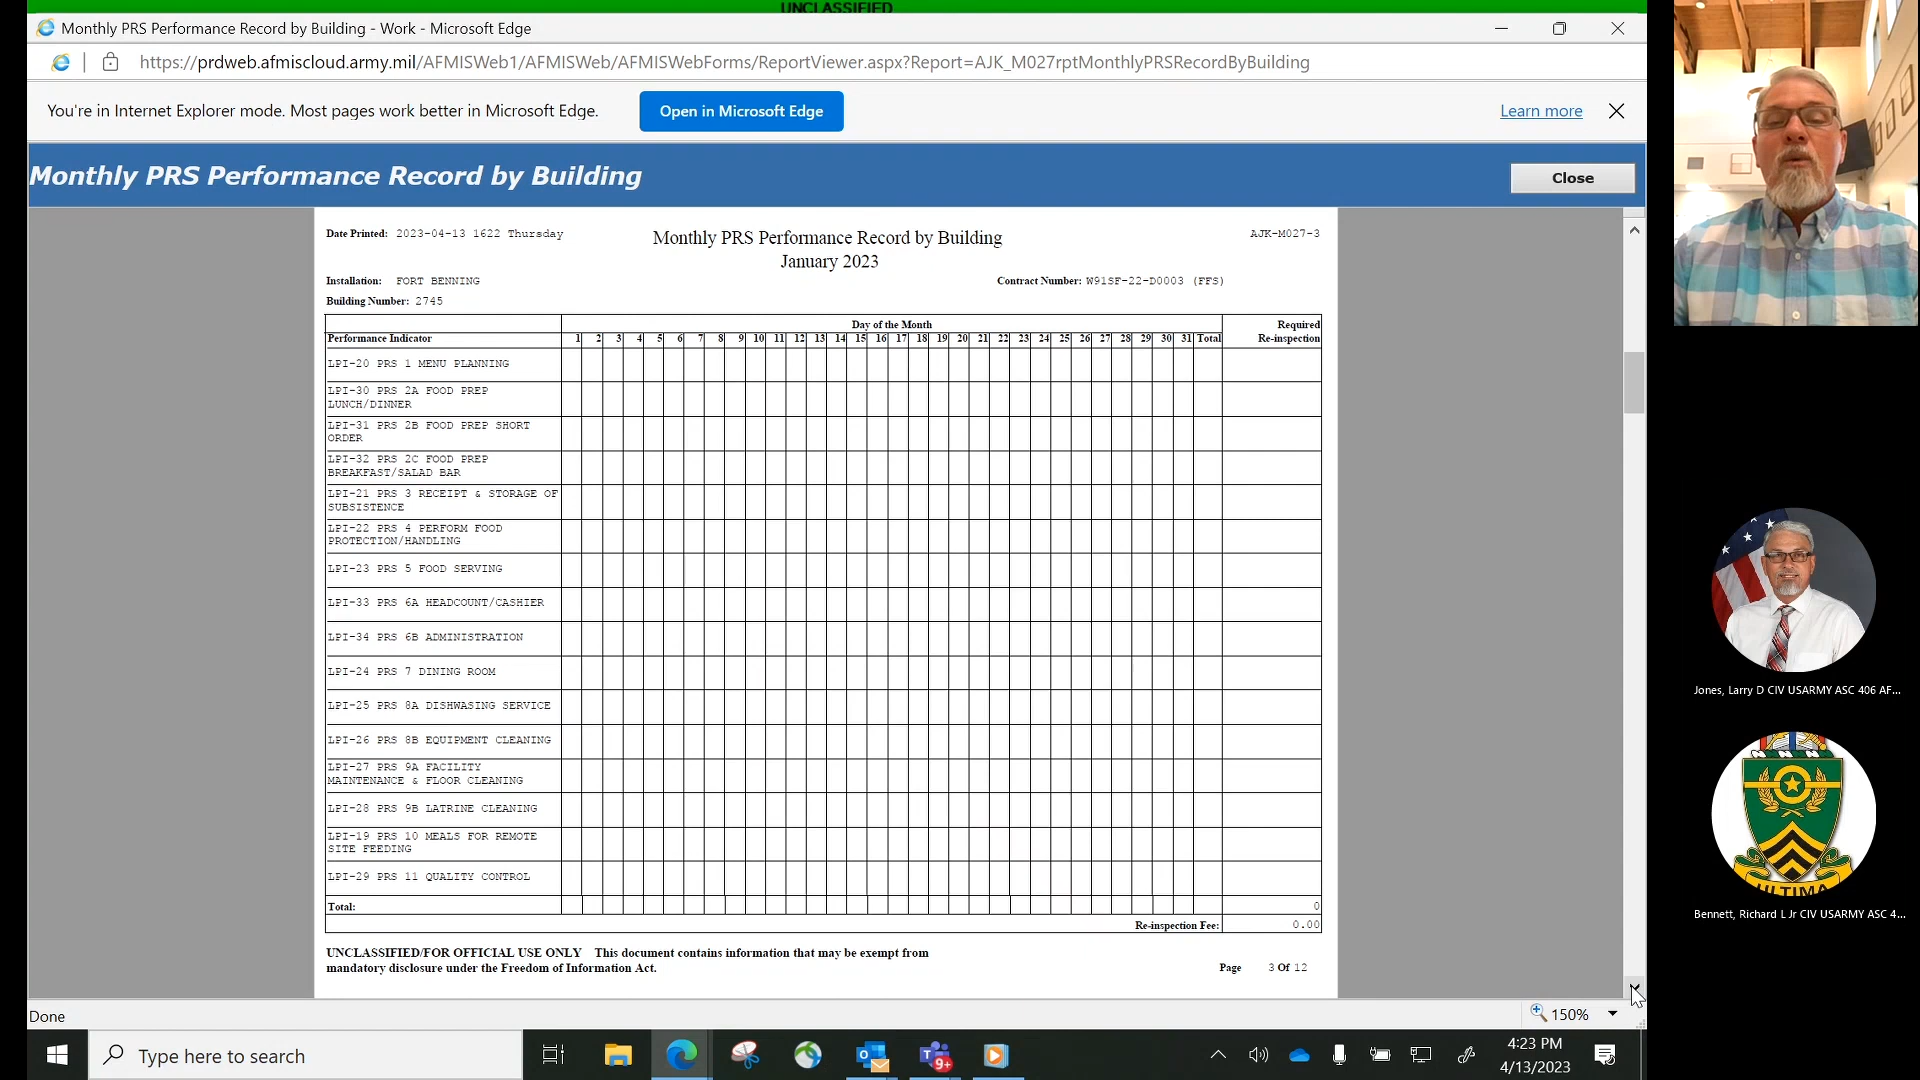 UNCLASSIFIED
Monthly PRS Performance Record by Building - Work - Microsoft Edge
https://prdweb.afmiscloud.army.mil/AFMISWeb1/AFMISWeb/AFMISWebForms/ReportViewer.aspx?Report=AJK_M027rptMonthlyPRSRecordByBuilding
You're in Internet Explorer mode. Most pages work better in Microsoft Edge.
Open in Microsoft Edge
Learn more
Monthly PRS Performance Record by Building
Close
Date Printed: 2023-04-13 1622 Thursday
Monthly PRS Performance Record by Building
AJK-M027-3
January 2023
Installation: FORT BENNING
Contract Number: W91SF-22-D0003 (FFS)
Building Number: 2745
Day of the Month
Required
Performance Indicator 1 2 3 4 5 6 7 8 9 10 11 12 13 14 15 16 17 18 19 20 21 22 23 24 25 26 27 28 29 30 31 Total Re-inspection
LPI-20 PRS 1 MENU PLANNING
LPI-30 PRS 2A FOOD PREP
LUNCH/DINNER
LPI-31 PRS 2B FOOD PREP SHORT
ORDER
LPI-32 PRS 2C FOOD PREP
BREAKFAST/SALAD BAR
LPI-21 PRS 3 RECEIPT & STORAGE OF
SUBSISTENCE
LPI-22 PRS 4 PERFORM FOOD
PROTECTION/HANDLING
LPI-23 PRS 5 FOOD SERVING
LPI-33 PRS 6A HEADCOUNT/CASHIER
LPI-34 PRS 6B ADMINISTRATION
LPI-24 PRS 7 DINING ROOM
LPI-25 PRS 8A DISHWASING SERVICE
LPI-26 PRS 8B EQUIPMENT CLEANING
LPI-27 PRS 9A FACILITY
MAINTENANCE & FLOOR CLEANING
LPI-28 PRS 9B LATRINE CLEANING
LPI-19 PRS 10 MEALS FOR REMOTE
SITE FEEDING
LPI-29 PRS 11 QUALITY CONTROL
Total: 0
Re-inspection Fee: 0.00
UNCLASSIFIED/FOR OFFICIAL USE ONLY This document contains information that may be exempt from
mandatory disclosure under the Freedom of Information Act.
Page 3 Of 12
Done
150%
Type here to search
9+
4:23 PM
4/13/2023
Jones, Larry D CIV USARMY ASC 406 AF...
ULTIMA
Bennett, Richard L Jr CIV USARMY ASC 4...